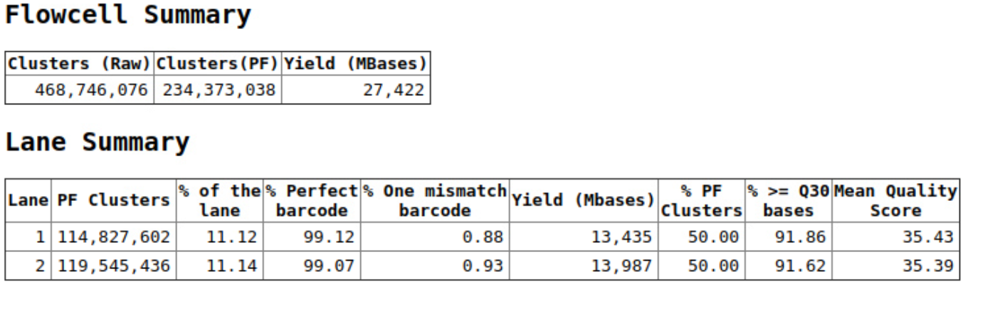 Flowcell Summary
Clusters (Raw) Clusters(PF) Yield (MBases)
468,746,076 234,373,038 27,422
Lane Summary
Lane PF Clusters % of the lane % Perfect barcode % One mismatch barcode Yield (Mbases) % PF Clusters % >= Q30 bases Mean Quality Score
1 114,827,602 11.12 99.12 0.88 13,435 50.00 91.86 35.43
2 119,545,436 11.14 99.07 0.93 13,987 50.00 91.62 35.39